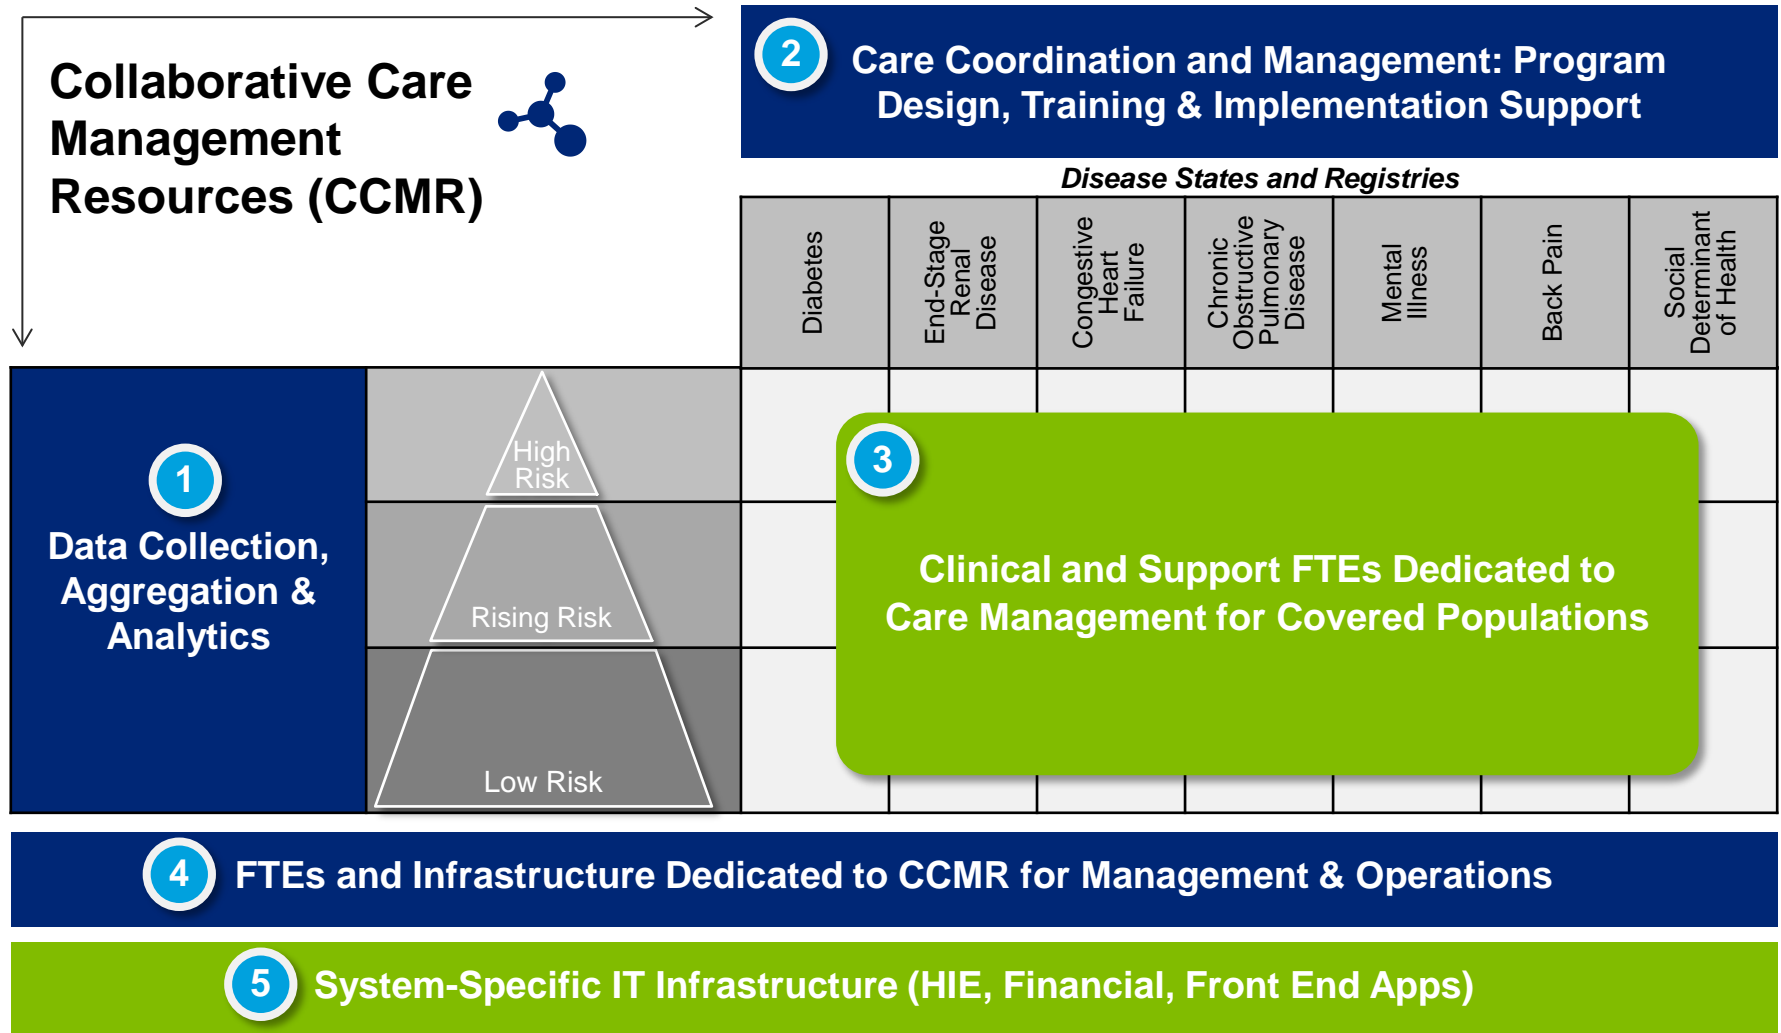 Collaborative Care
Management
Resources (CCMR)
2
Care Coordination and Management: Program
Design, Training & Implementation Support
Disease States and Registries
Diabetes
End-Stage
Renal
Disease
Congestive
Heart
Failure
Chronic
Obstructive
Pulmonary
Disease
Mental
Illness
Back Pain
Social
Determinant
of Health
1
Data Collection,
Aggregation &
Analytics
High
Risk
Rising Risk
Low Risk
3
Clinical and Support FTEs Dedicated to
Care Management for Covered Populations
4
FTEs and Infrastructure Dedicated to CCMR for Management & Operations
5
System-Specific IT Infrastructure (HIE, Financial, Front End Apps)